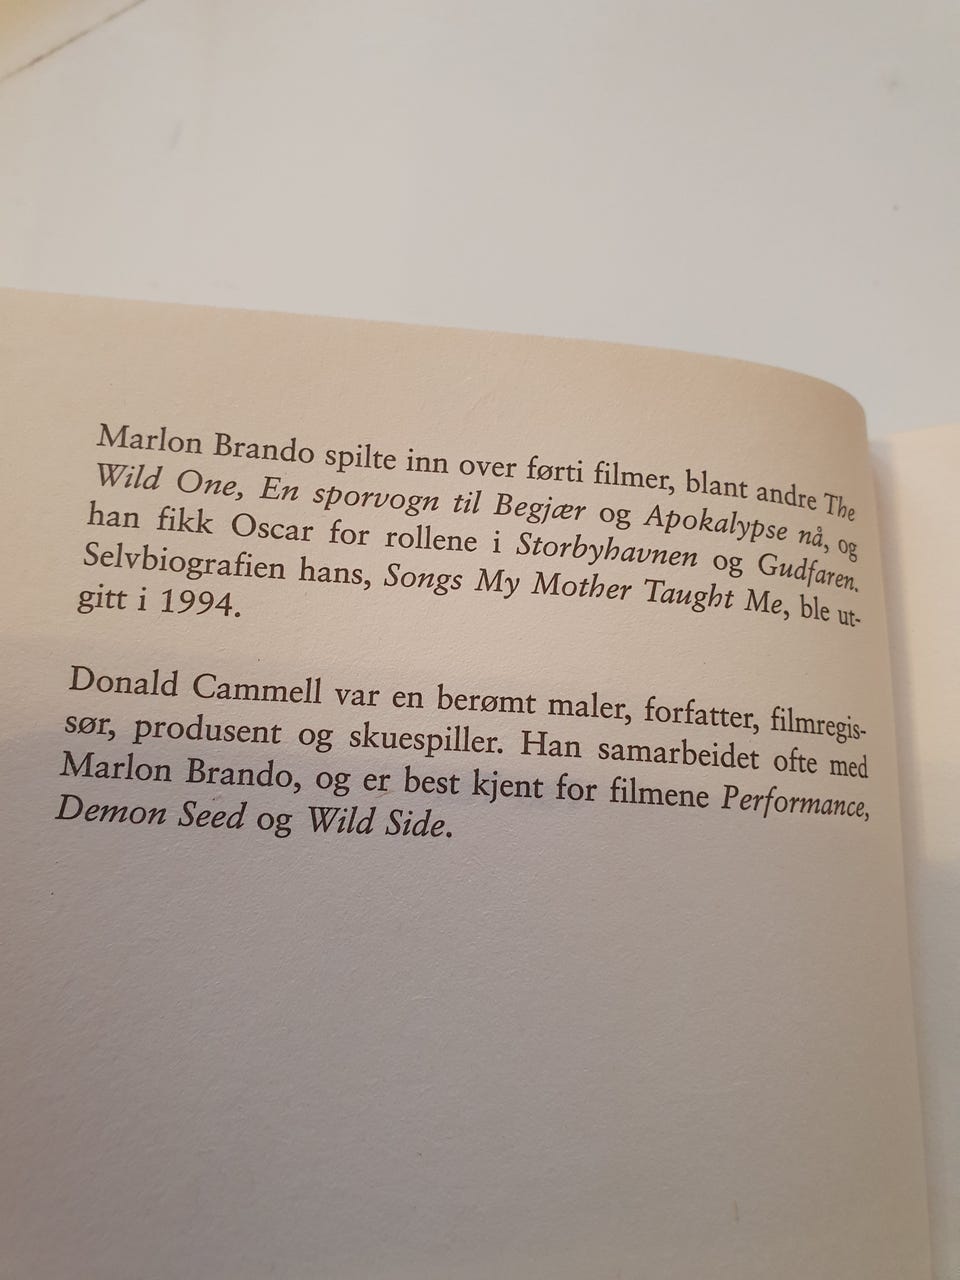 Marlon Brando spilte inn over førti filmer, blant andre The
Wild One, En sporvogn til Begjær og Apokalypse nå, og
han fikk Oscar for rollene i Storbyhavnen og Gudfaren.
Selvbiografien hans, Songs My Mother Taught Me, ble ut-
gitt i 1994.
Donald Cammell var en berømt maler, forfatter, filmregis-
sør, produsent og skuespiller. Han samarbeidet ofte med
Marlon Brando, og er best kjent for filmene Performance,
Demon Seed og Wild Side.